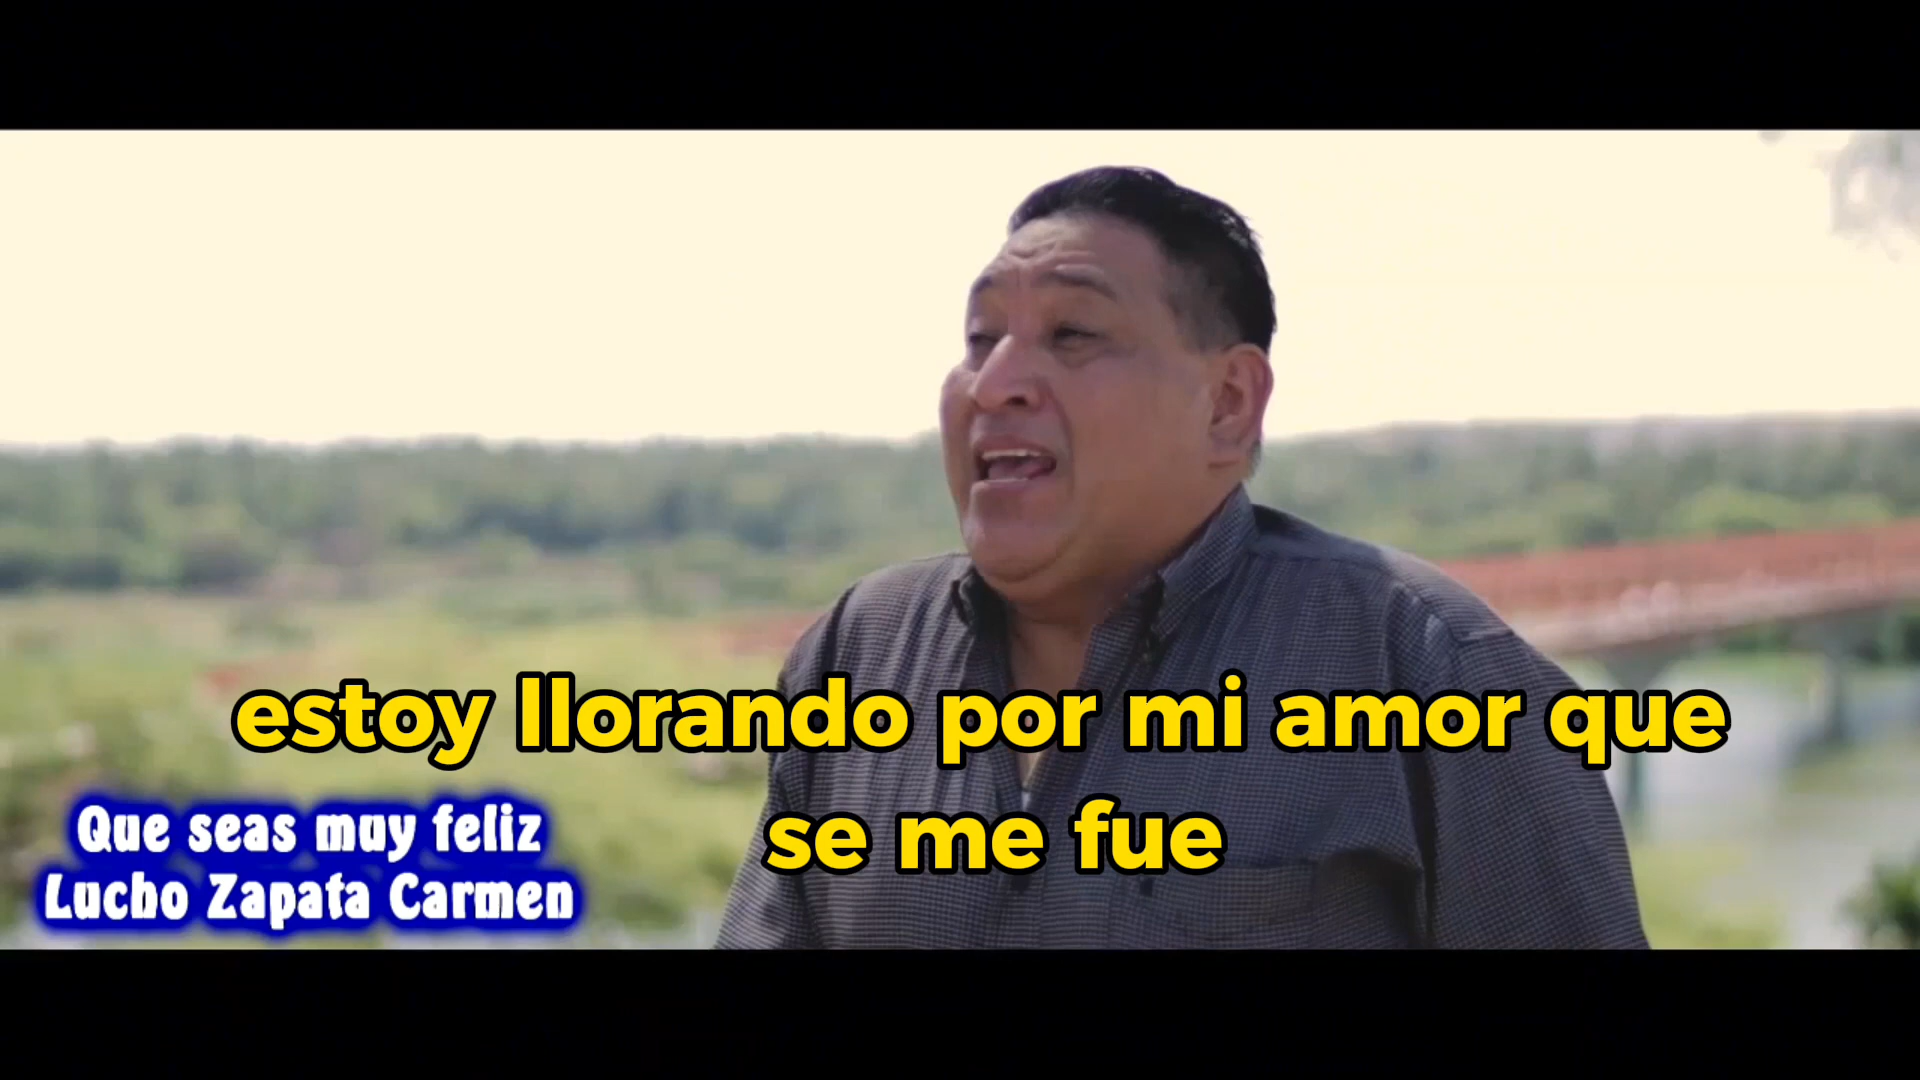 estoy llorando por mi amor que
se me fue
Que seas muy feliz
Lucho Zapata Carmen